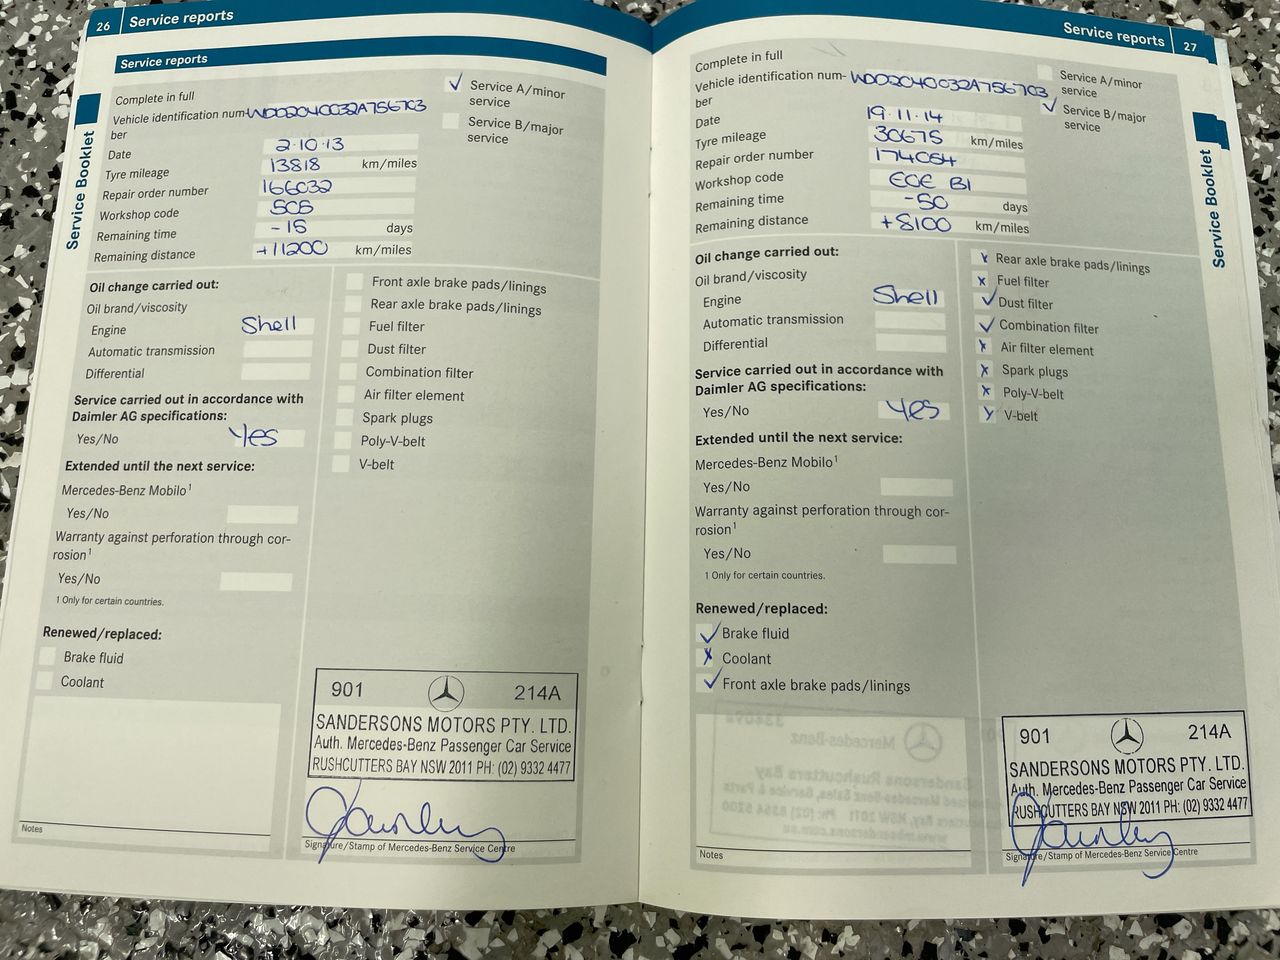 26 Service reports
Service Booklet
Service reports
Complete in full
Vehicle identification num- WDD2040032A756703
ber
Date 2·10·13
Tyre mileage 13818 km/miles
Repair order number 166032
Workshop code SOS
Remaining time -15 days
Remaining distance +11200 km/miles
✓ Service A/minor
service
Service B/major
service
Oil change carried out:
Oil brand/viscosity
Engine Shell
Automatic transmission
Differential
Service carried out in accordance with
Daimler AG specifications:
Yes/No Yes
Extended until the next service:
Mercedes-Benz Mobilo1
Yes/No
Warranty against perforation through cor-
rosion1
Yes/No
1 Only for certain countries.
Renewed/replaced:
Brake fluid
Coolant
Front axle brake pads/linings
Rear axle brake pads/linings
Fuel filter
Dust filter
Combination filter
Air filter element
Spark plugs
Poly-V-belt
V-belt
Notes
901 214A
SANDERSONS MOTORS PTY. LTD.
Auth. Mercedes-Benz Passenger Car Service
RUSHCUTTERS BAY NSW 2011 PH: (02) 9332 4477
Signature/Stamp of Mercedes-Benz Service Centre
Service reports 27
Service Booklet
Complete in full
Vehicle identification num- WDD2040032A756703
ber
Date 19·11·14
Tyre mileage 30675 km/miles
Repair order number 174054
Workshop code
Remaining time -50 days
Remaining distance +8100 km/miles
Service A/minor
service
✓ Service B/major
service
Oil change carried out:
Oil brand/viscosity
Engine Shell
Automatic transmission
Differential
Service carried out in accordance with
Daimler AG specifications:
Yes/No Yes
Extended until the next service:
Mercedes-Benz Mobilo1
Yes/No
Warranty against perforation through cor-
rosion1
Yes/No
1 Only for certain countries.
Renewed/replaced:
✓ Brake fluid
x Coolant
✓ Front axle brake pads/linings
x Rear axle brake pads/linings
x Fuel filter
✓ Dust filter
✓ Combination filter
x Air filter element
x Spark plugs
x Poly-V-belt
x V-belt
Notes
901 214A
SANDERSONS MOTORS PTY. LTD.
Auth. Mercedes-Benz Passenger Car Service
RUSHCUTTERS BAY NSW 2011 PH: (02) 9332 4477
Signature/Stamp of Mercedes-Benz Service Centre